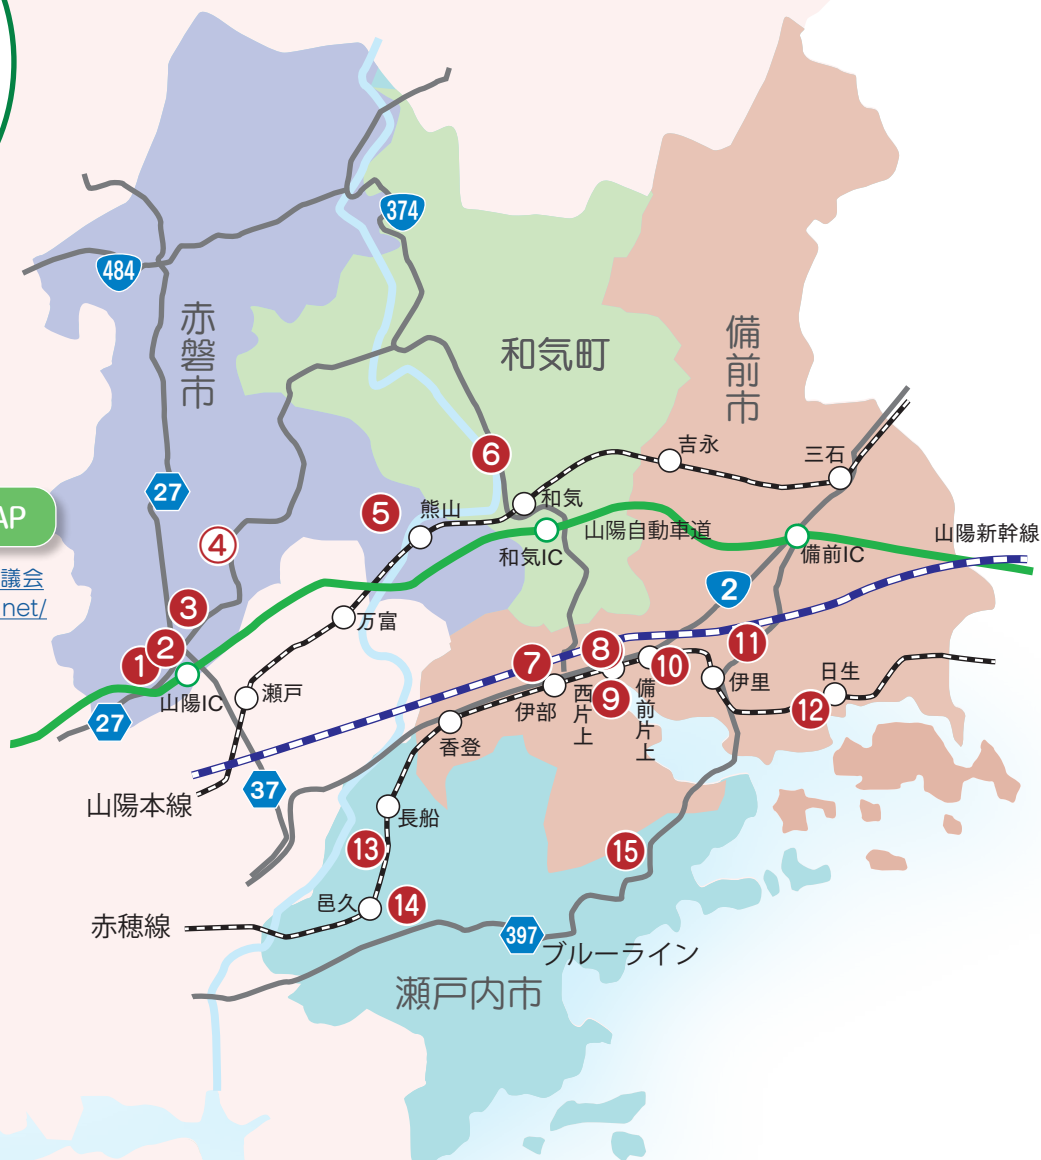 374
484
赤磐市
和気町
備前市
6
吉永
三石
27
AP
5
熊山
和気
4
和気IC
山陽自動車道
備前IC
山陽新幹線
議会
net/
3
2
万富
2
1
山陽IC
瀬戸
7
8
11
10
伊里
日生
27
伊部
西片上
9
備前片上
12
香登
37
山陽本線
長船
13
15
邑久
14
赤穂線
397
ブルーライン
瀬戸内市